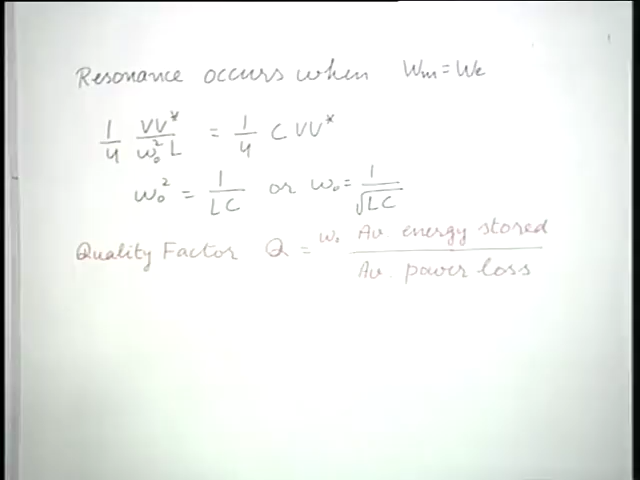 Resonance occurs when Wm = We
1/4 VV*/ω₀²L = 1/4 C VV*
ω₀² = 1/LC or ω₀ = 1/√LC
Quality Factor Q = ω₀ Av energy stored / Av. power loss